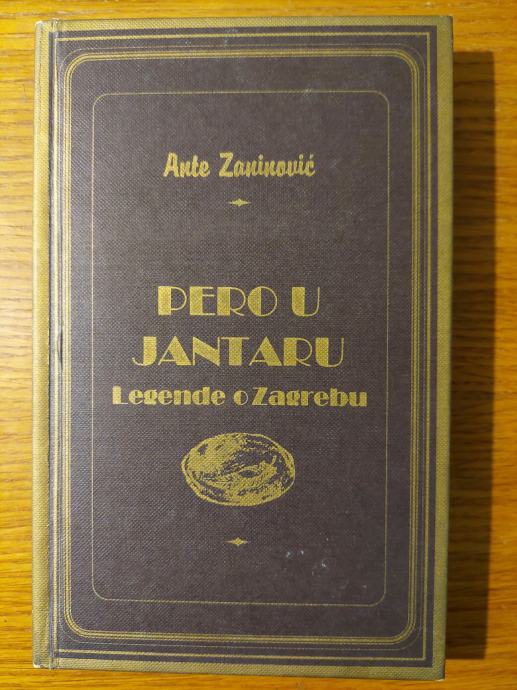 Ante Zaninović
PERO U
JANTARU
Legende o Zagrebu